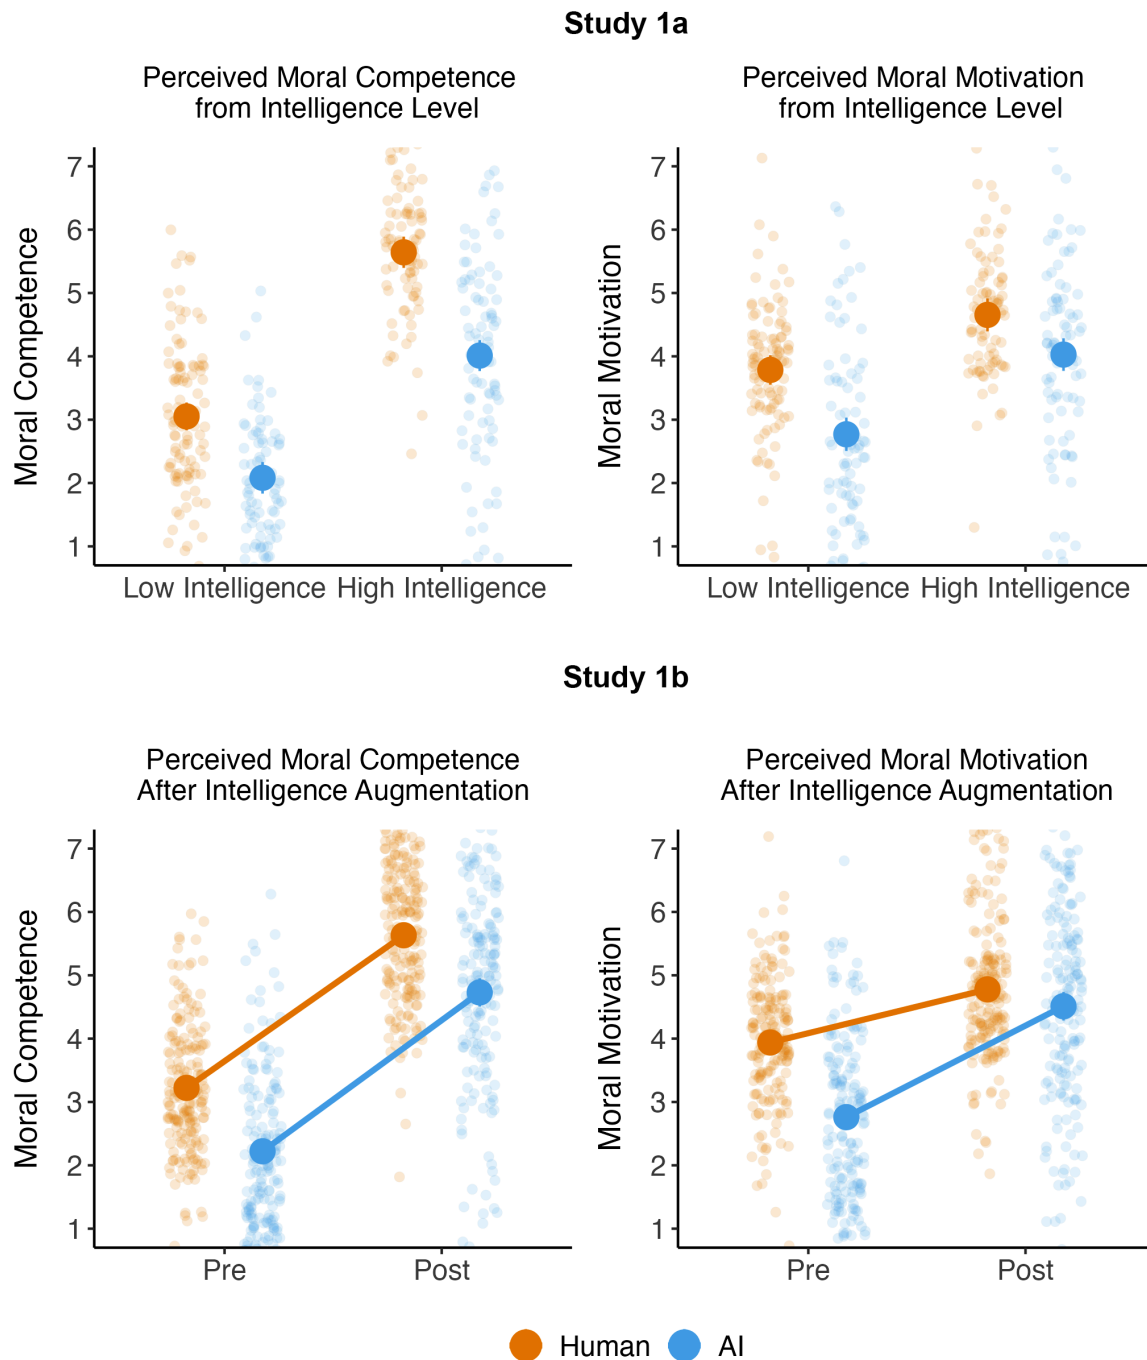 Study 1a
Perceived Moral Competence
from Intelligence Level
Moral Competence
7
6
5
4
3
2
1
Low Intelligence
High Intelligence
Perceived Moral Motivation
from Intelligence Level
Moral Motivation
7
6
5
4
3
2
1
Low Intelligence
High Intelligence
Study 1b
Perceived Moral Competence
After Intelligence Augmentation
Moral Competence
7
6
5
4
3
2
1
Pre
Post
Perceived Moral Motivation
After Intelligence Augmentation
Moral Motivation
7
6
5
4
3
2
1
Pre
Post
Human
AI